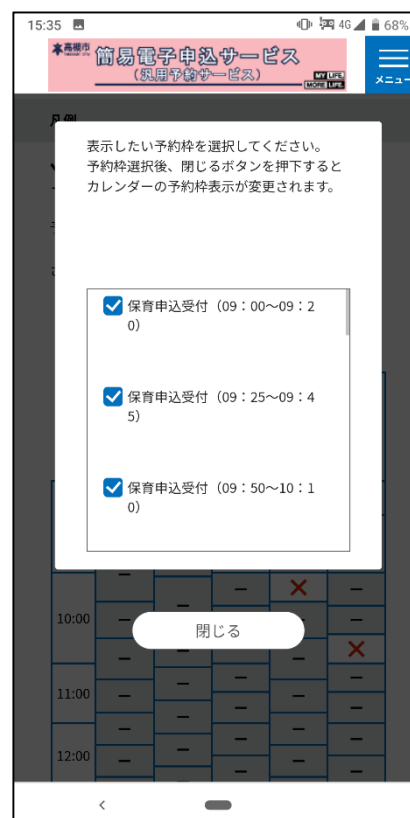 15:35
4G
68%
高槻市
簡易電子申込サービス
(汎用予約サービス)
MY LIFE,
MORE LIFE,
メニュー
凡例
表示したい予約枠を選択してください。
予約枠選択後、閉じるボタンを押下すると
カレンダーの予約枠表示が変更されます。
保育申込受付（09：00～09：2
0）
保育申込受付（09：25～09：4
5）
保育申込受付（09：50～10：1
0）
10:00
閉じる
11:00
12:00